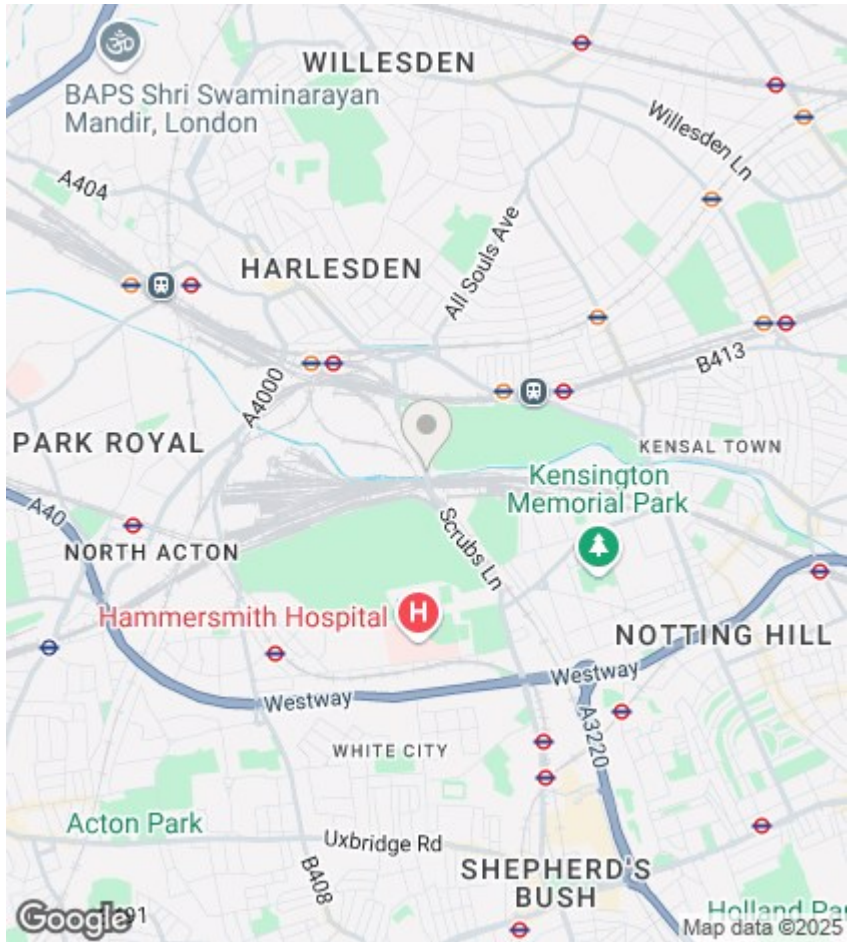 WILLESDEN
BAPS Shri Swaminarayan
Mandir, London
Willesden Ln
A404
All Souls Ave
HARLESDEN
B413
A4000
PARK ROYAL
KENSAL TOWN
Kensington
Memorial Park
A40
Scrubs Ln
NORTH ACTON
Hammersmith Hospital
H
NOTTING HILL
Westway
Westway
A3220
WHITE CITY
Acton Park
Uxbridge Rd
B408
SHEPHERD'S
BUSH
Holland
Google
Map data ©2025